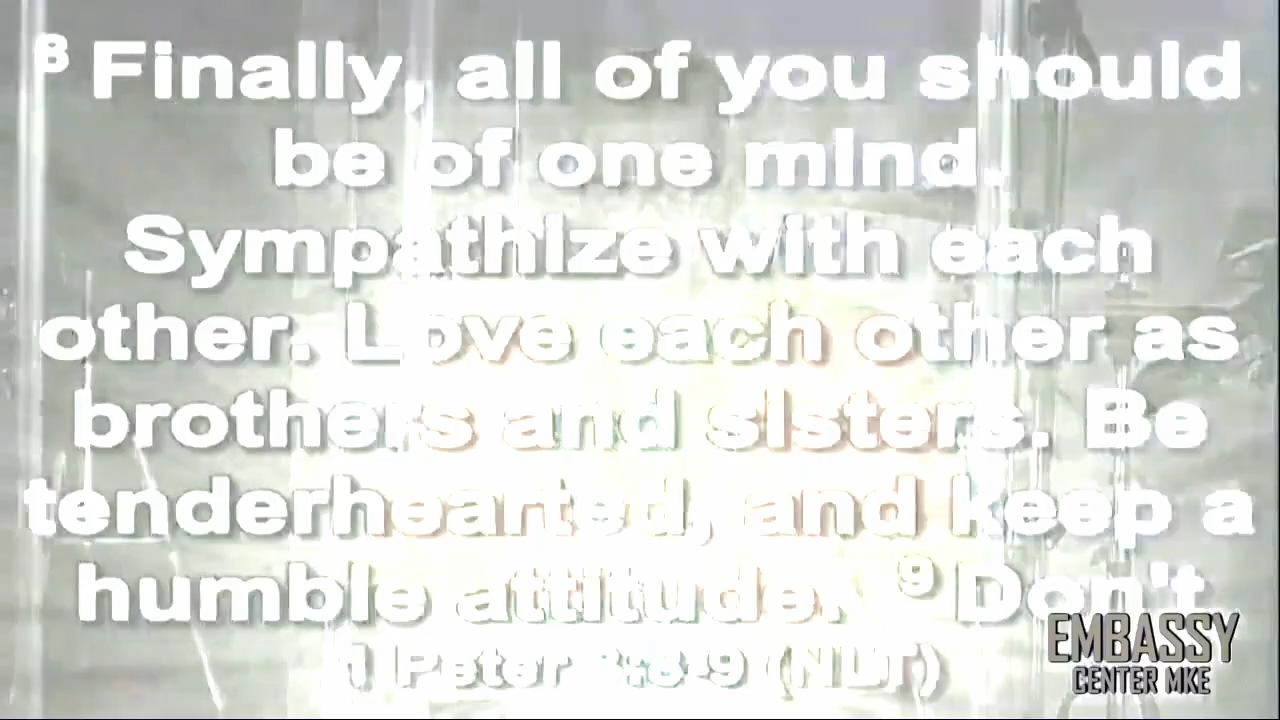 8 Finally, all of you should
be of one mind.
Sympathize with each
other. Love each other as
brothers and sisters. Be
tenderhearted, and keep a
humble attitude. 9 Don't
1 Peter 3:8-9 (NLT)
EMBASSY
CENTER MKE